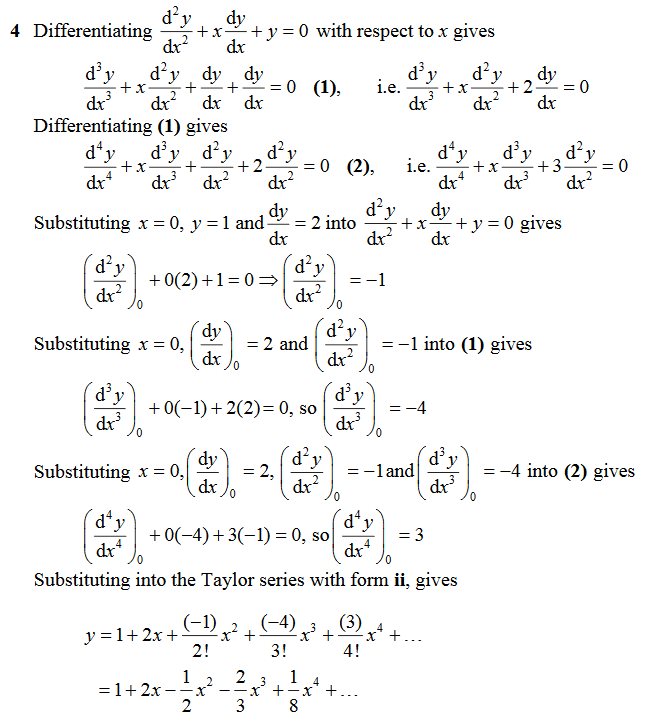 4 Differentiating d²y/dx² + x dy/dx + y = 0 with respect to x gives
d³y/dx³ + x d²y/dx² + dy/dx + dy/dx = 0 (1), i.e. d³y/dx³ + x d²y/dx² + 2 dy/dx = 0
Differentiating (1) gives
d⁴y/dx⁴ + x d³y/dx³ + d²y/dx² + 2 d²y/dx² = 0 (2), i.e. d⁴y/dx⁴ + x d³y/dx³ + 3 d²y/dx² = 0
Substituting x = 0, y = 1 and dy/dx = 2 into d²y/dx² + x dy/dx + y = 0 gives
(d²y/dx²)₀ + 0(2) + 1 = 0 ⇒ (d²y/dx²)₀ = −1
Substituting x = 0, (dy/dx)₀ = 2 and (d²y/dx²)₀ = −1 into (1) gives
(d³y/dx³)₀ + 0(−1) + 2(2) = 0, so (d³y/dx³)₀ = −4
Substituting x = 0, (dy/dx)₀ = 2, (d²y/dx²)₀ = −1 and (d³y/dx³)₀ = −4 into (2) gives
(d⁴y/dx⁴)₀ + 0(−4) + 3(−1) = 0, so (d⁴y/dx⁴)₀ = 3
Substituting into the Taylor series with form ii, gives
y = 1 + 2x + (−1)/2! x² + (−4)/3! x³ + (3)/4! x⁴ + …
= 1 + 2x − 1/2 x² − 2/3 x³ + 1/8 x⁴ + …